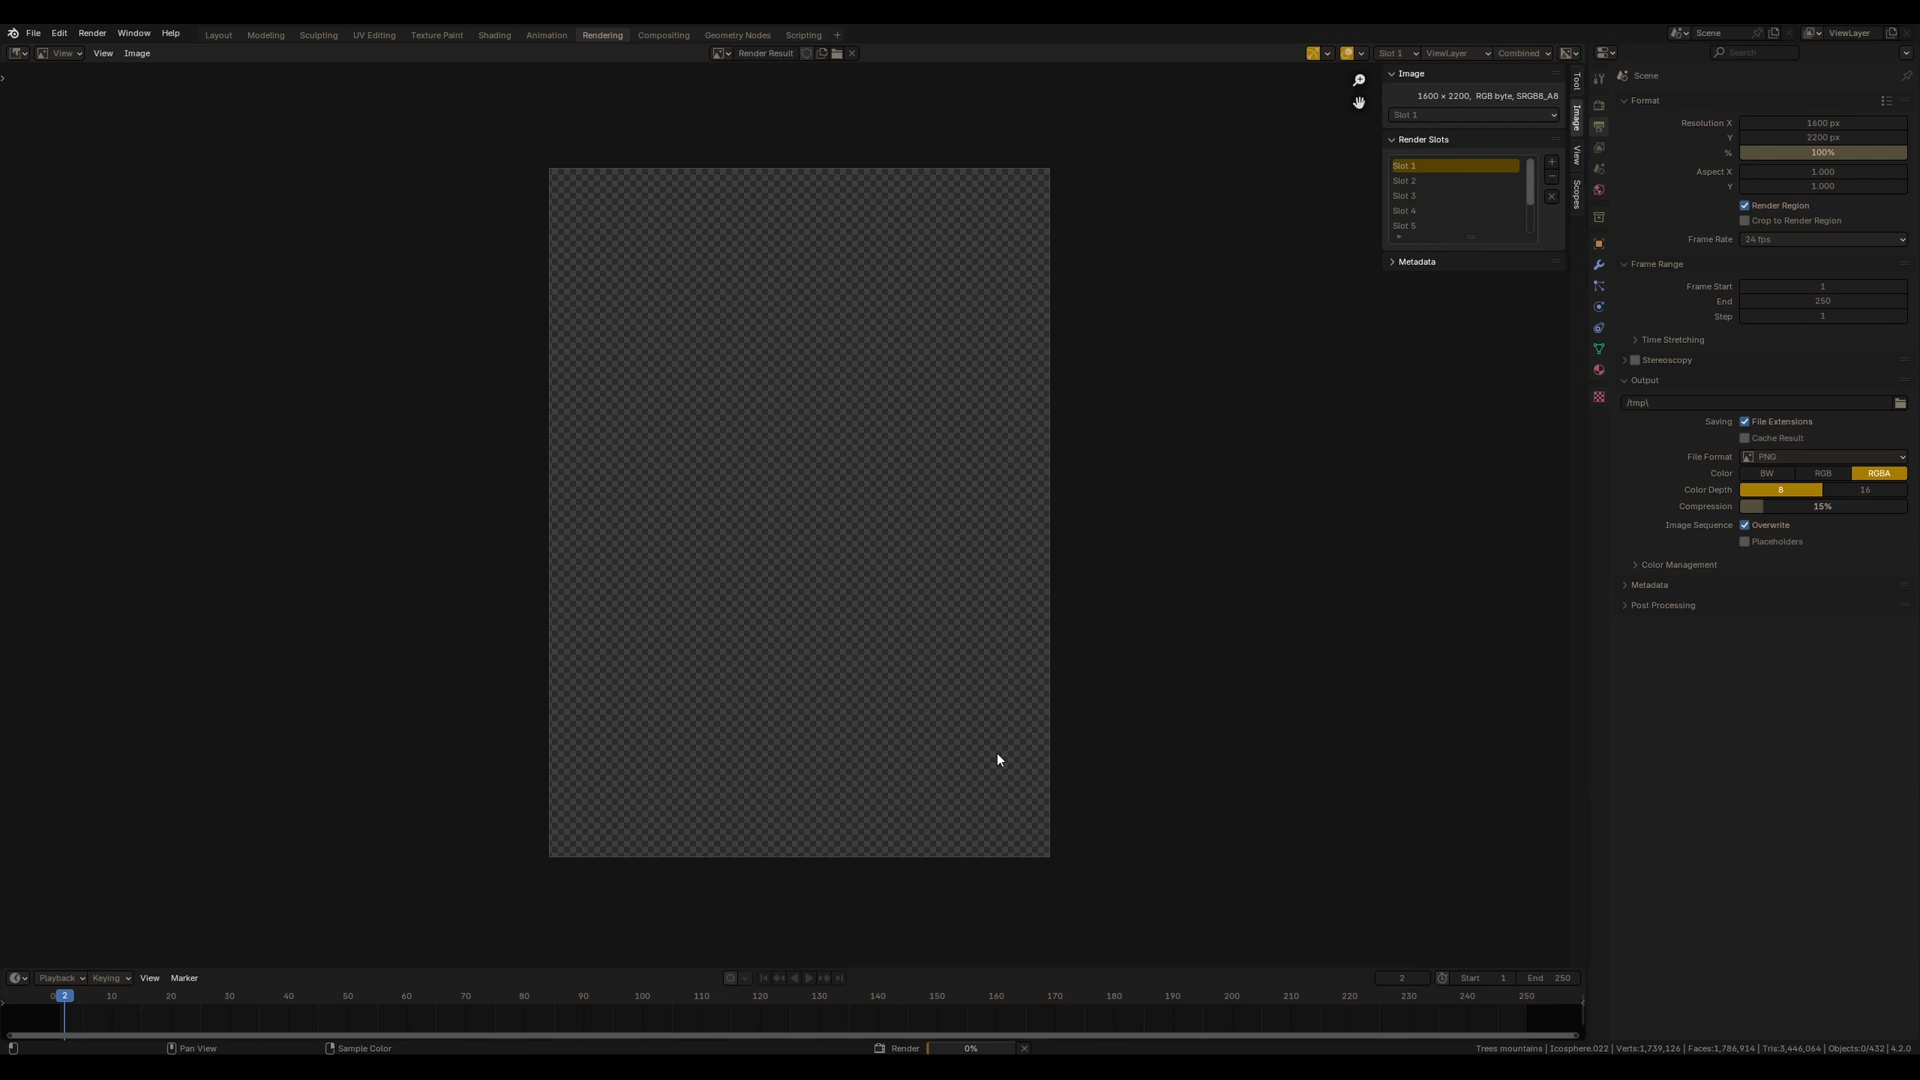 File Edit Render Window Help Layout Modeling Sculpting UV Editing Texture Paint Shading Animation Rendering Compositing Geometry Nodes Scripting + Scene ViewLayer
View View Image Render Result Slot 1 ViewLayer Combined Search
Image
1600 × 2200, RGB byte, SRGB8_A8
Slot 1
Render Slots
Slot 1
Slot 2
Slot 3
Slot 4
Slot 5
Metadata
Tool
Image
View
Scopes
Scene
Format
Resolution X 1600 px
Y 2200 px
% 100%
Aspect X 1.000
Y 1.000
Render Region
Crop to Render Region
Frame Rate 24 fps
Frame Range
Frame Start 1
End 250
Step 1
Time Stretching
Stereoscopy
Output
/tmp\
Saving File Extensions
Cache Result
File Format PNG
Color BW RGB RGBA
Color Depth 8 16
Compression 15%
Image Sequence Overwrite
Placeholders
Color Management
Metadata
Post Processing
Playback Keying View Marker 2 Start 1 End 250
0 2 10 20 30 40 50 60 70 80 90 100 110 120 130 140 150 160 170 180 190 200 210 220 230 240 250
Pan View Sample Color Render 0% Trees mountains | Icosphere.022 | Verts:1,739,126 | Faces:1,786,914 | Tris:3,446,064 | Objects:0/432 | 4.2.0